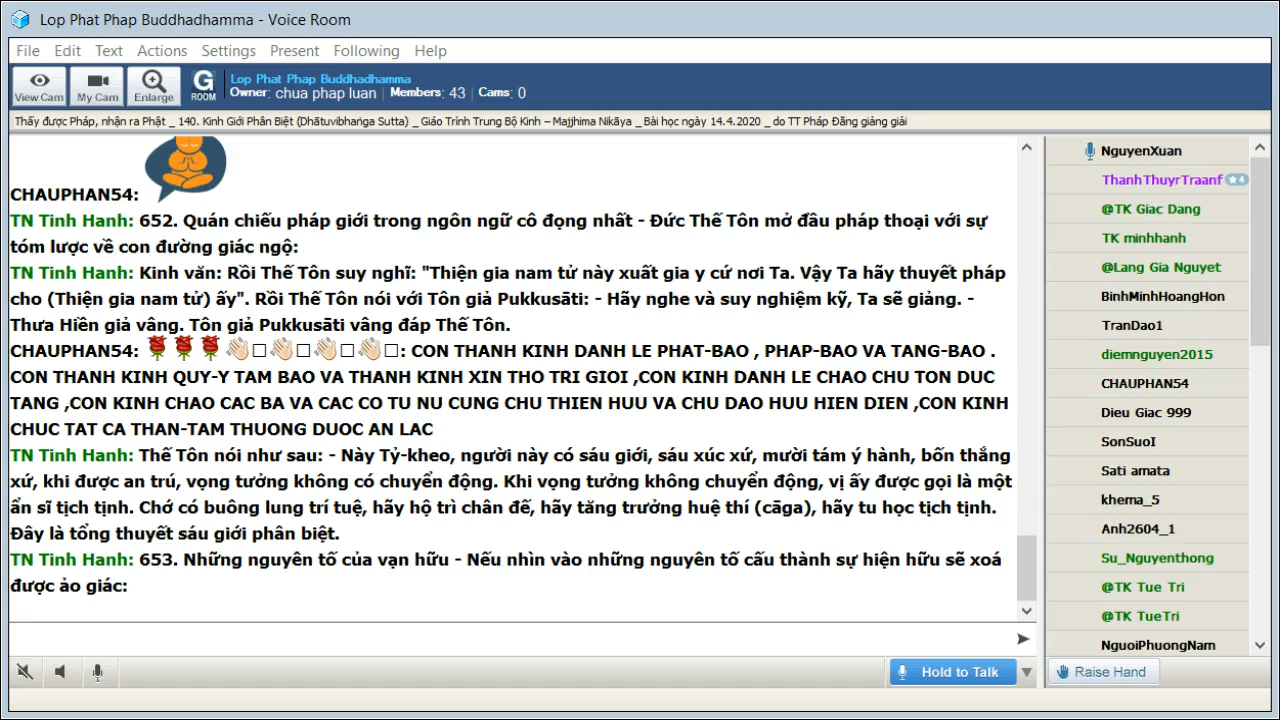 Lop Phat Phap Buddhadhamma - Voice Room
File Edit Text Actions Settings Present Following Help
View Cam
My Cam
Enlarge
G
ROOM
Lop Phat Phap Buddhadhamma
Owner: chua phap luan | Members: 43 | Cams: 0
Thấy được Pháp, nhận ra Phật _ 140. Kinh Giới Phân Biệt (Dhātuvibhaṅga Sutta) _ Giáo Trình Trung Bộ Kinh – Majjhima Nikāya _ Bài học ngày 14.4.2020 _ do TT Pháp Đăng giảng giải
CHAUPHAN54:
TN Tinh Hanh: 652. Quán chiếu pháp giới trong ngôn ngữ cô đọng nhất - Đức Thế Tôn mở đầu pháp thoại với sự
tóm lược về con đường giác ngộ:
TN Tinh Hanh: Kinh văn: Rồi Thế Tôn suy nghĩ: "Thiện gia nam tử này xuất gia y cứ nơi Ta. Vậy Ta hãy thuyết pháp
cho (Thiện gia nam tử) ấy". Rồi Thế Tôn nói với Tôn giả Pukkusāti: - Hãy nghe và suy nghiệm kỹ, Ta sẽ giảng. -
Thưa Hiền giả vâng. Tôn giả Pukkusāti vâng đáp Thế Tôn.
CHAUPHAN54: 🌹🌹🌹👏🏻□👏🏻□👏🏻□👏🏻□: CON THANH KINH DANH LE PHAT-BAO , PHAP-BAO VA TANG-BAO .
CON THANH KINH QUY-Y TAM BAO VA THANH KINH XIN THO TRI GIOI ,CON KINH DANH LE CHAO CHU TON DUC
TANG ,CON KINH CHAO CAC BA VA CAC CO TU NU CUNG CHU THIEN HUU VA CHU DAO HUU HIEN DIEN ,CON KINH
CHUC TAT CA THAN-TAM THUONG DUOC AN LAC
TN Tinh Hanh: Thế Tôn nói như sau: - Này Tỷ-kheo, người này có sáu giới, sáu xúc xứ, mười tám ý hành, bốn thắng
xứ, khi được an trú, vọng tưởng không có chuyển động. Khi vọng tưởng không chuyển động, vị ấy được gọi là một
ẩn sĩ tịch tịnh. Chớ có buông lung trí tuệ, hãy hộ trì chân đế, hãy tăng trưởng huệ thí (cāga), hãy tu học tịch tịnh.
Đây là tổng thuyết sáu giới phân biệt.
TN Tinh Hanh: 653. Những nguyên tố của vạn hữu - Nếu nhìn vào những nguyên tố cấu thành sự hiện hữu sẽ xoá
được ảo giác:
NguyenXuan
ThanhThuyrTraanf ★4
@TK Giac Dang
TK minhhanh
@Lang Gia Nguyet
BinhMinhHoangHon
TranDao1
diemnguyen2015
CHAUPHAN54
Dieu Giac 999
SonSuoI
Sati amata
khema_5
Anh2604_1
Su_Nguyenthong
@TK Tue Tri
@TK TueTri
NguoiPhuongNam
Hold to Talk
Raise Hand